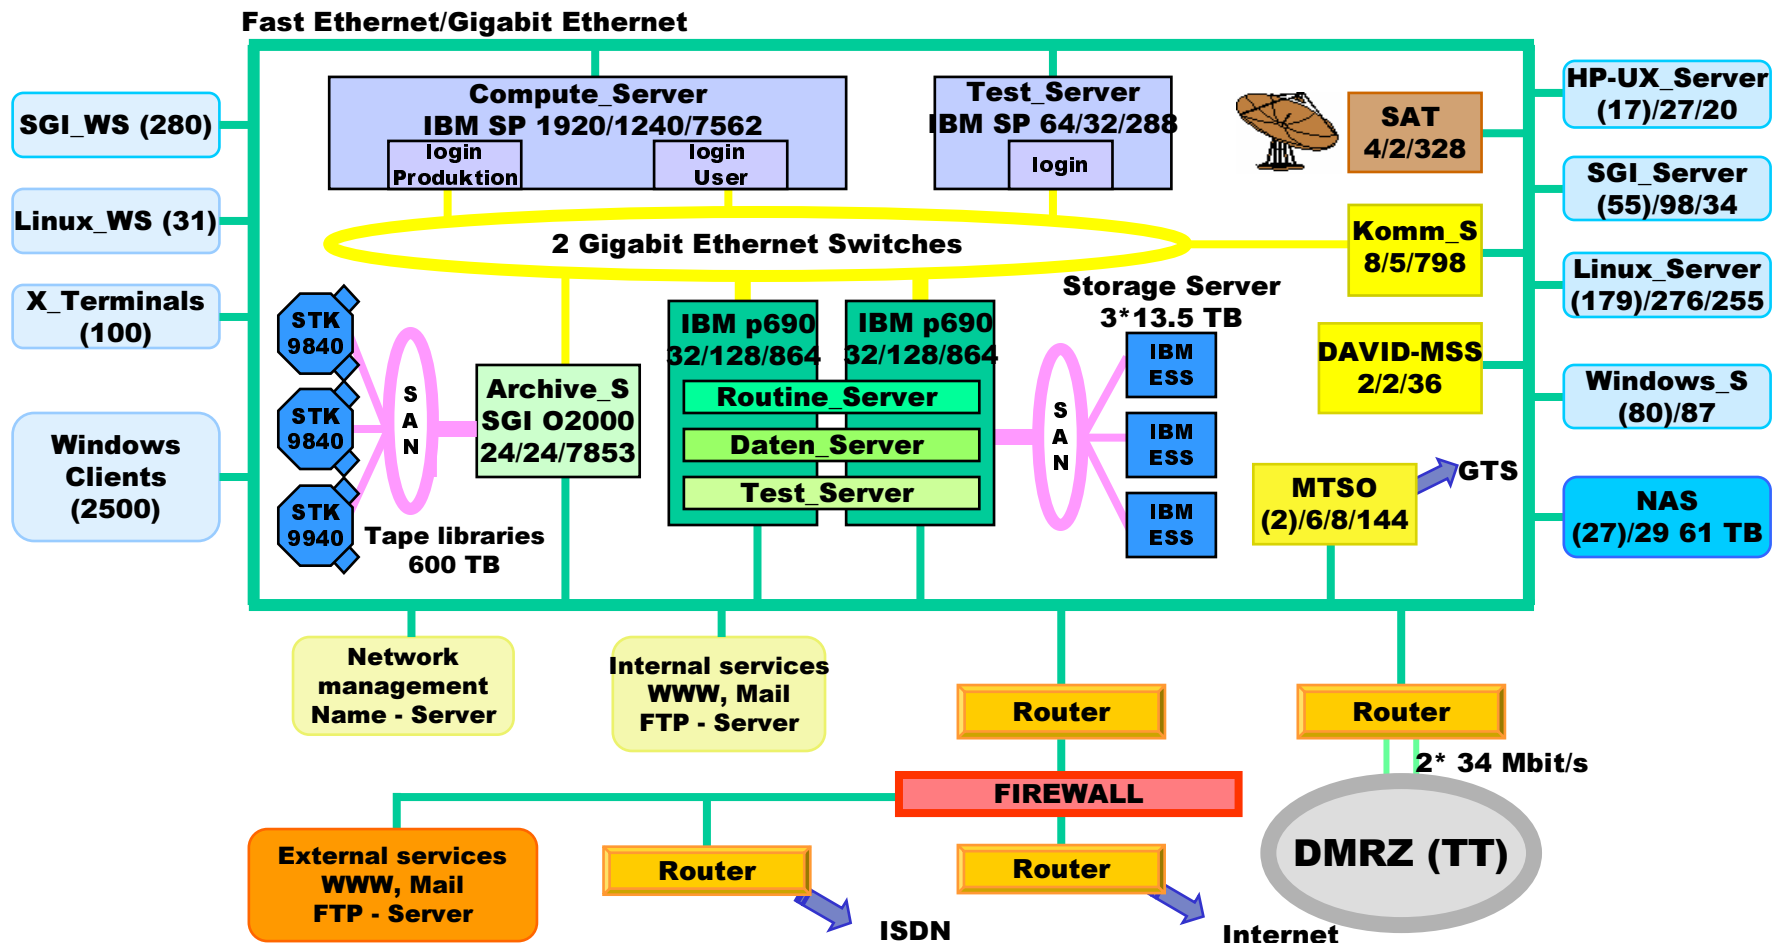 Fast Ethernet/Gigabit Ethernet
SGI_WS (280)
Linux_WS (31)
X_Terminals
(100)
Windows
Clients
(2500)
Compute_Server
IBM SP 1920/1240/7562
login
Produktion
login
User
Test_Server
IBM SP 64/32/288
login
SAT
4/2/328
HP-UX_Server
(17)/27/20
SGI_Server
(55)/98/34
Linux_Server
(179)/276/255
Windows_S
(80)/87
NAS
(27)/29 61 TB
2 Gigabit Ethernet Switches
Komm_S
8/5/798
DAVID-MSS
2/2/36
MTSO
(2)/6/8/144
GTS
STK
9840
STK
9840
STK
9940
SAN
Tape libraries
600 TB
Archive_S
SGI O2000
24/24/7853
IBM p690
32/128/864
IBM p690
32/128/864
Routine_Server
Daten_Server
Test_Server
Storage Server
3*13.5 TB
SAN
IBM
ESS
IBM
ESS
IBM
ESS
Network
management
Name - Server
Internal services
WWW, Mail
FTP - Server
Router
Router
2* 34 Mbit/s
FIREWALL
DMRZ (TT)
External services
WWW, Mail
FTP - Server
Router
ISDN
Router
Internet